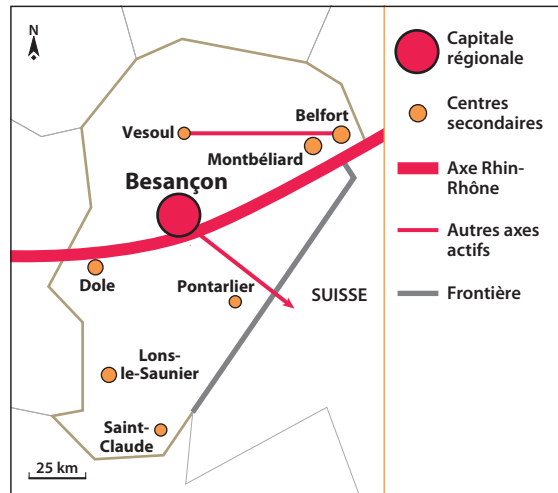 N
Vesoul
Belfort
Montbéliard
Besançon
Dole
Pontarlier
SUISSE
Lons-
le-Saunier
Saint-
Claude
25 km
Capitale
régionale
Centres
secondaires
Axe Rhin-
Rhône
Autres axes
actifs
Frontière